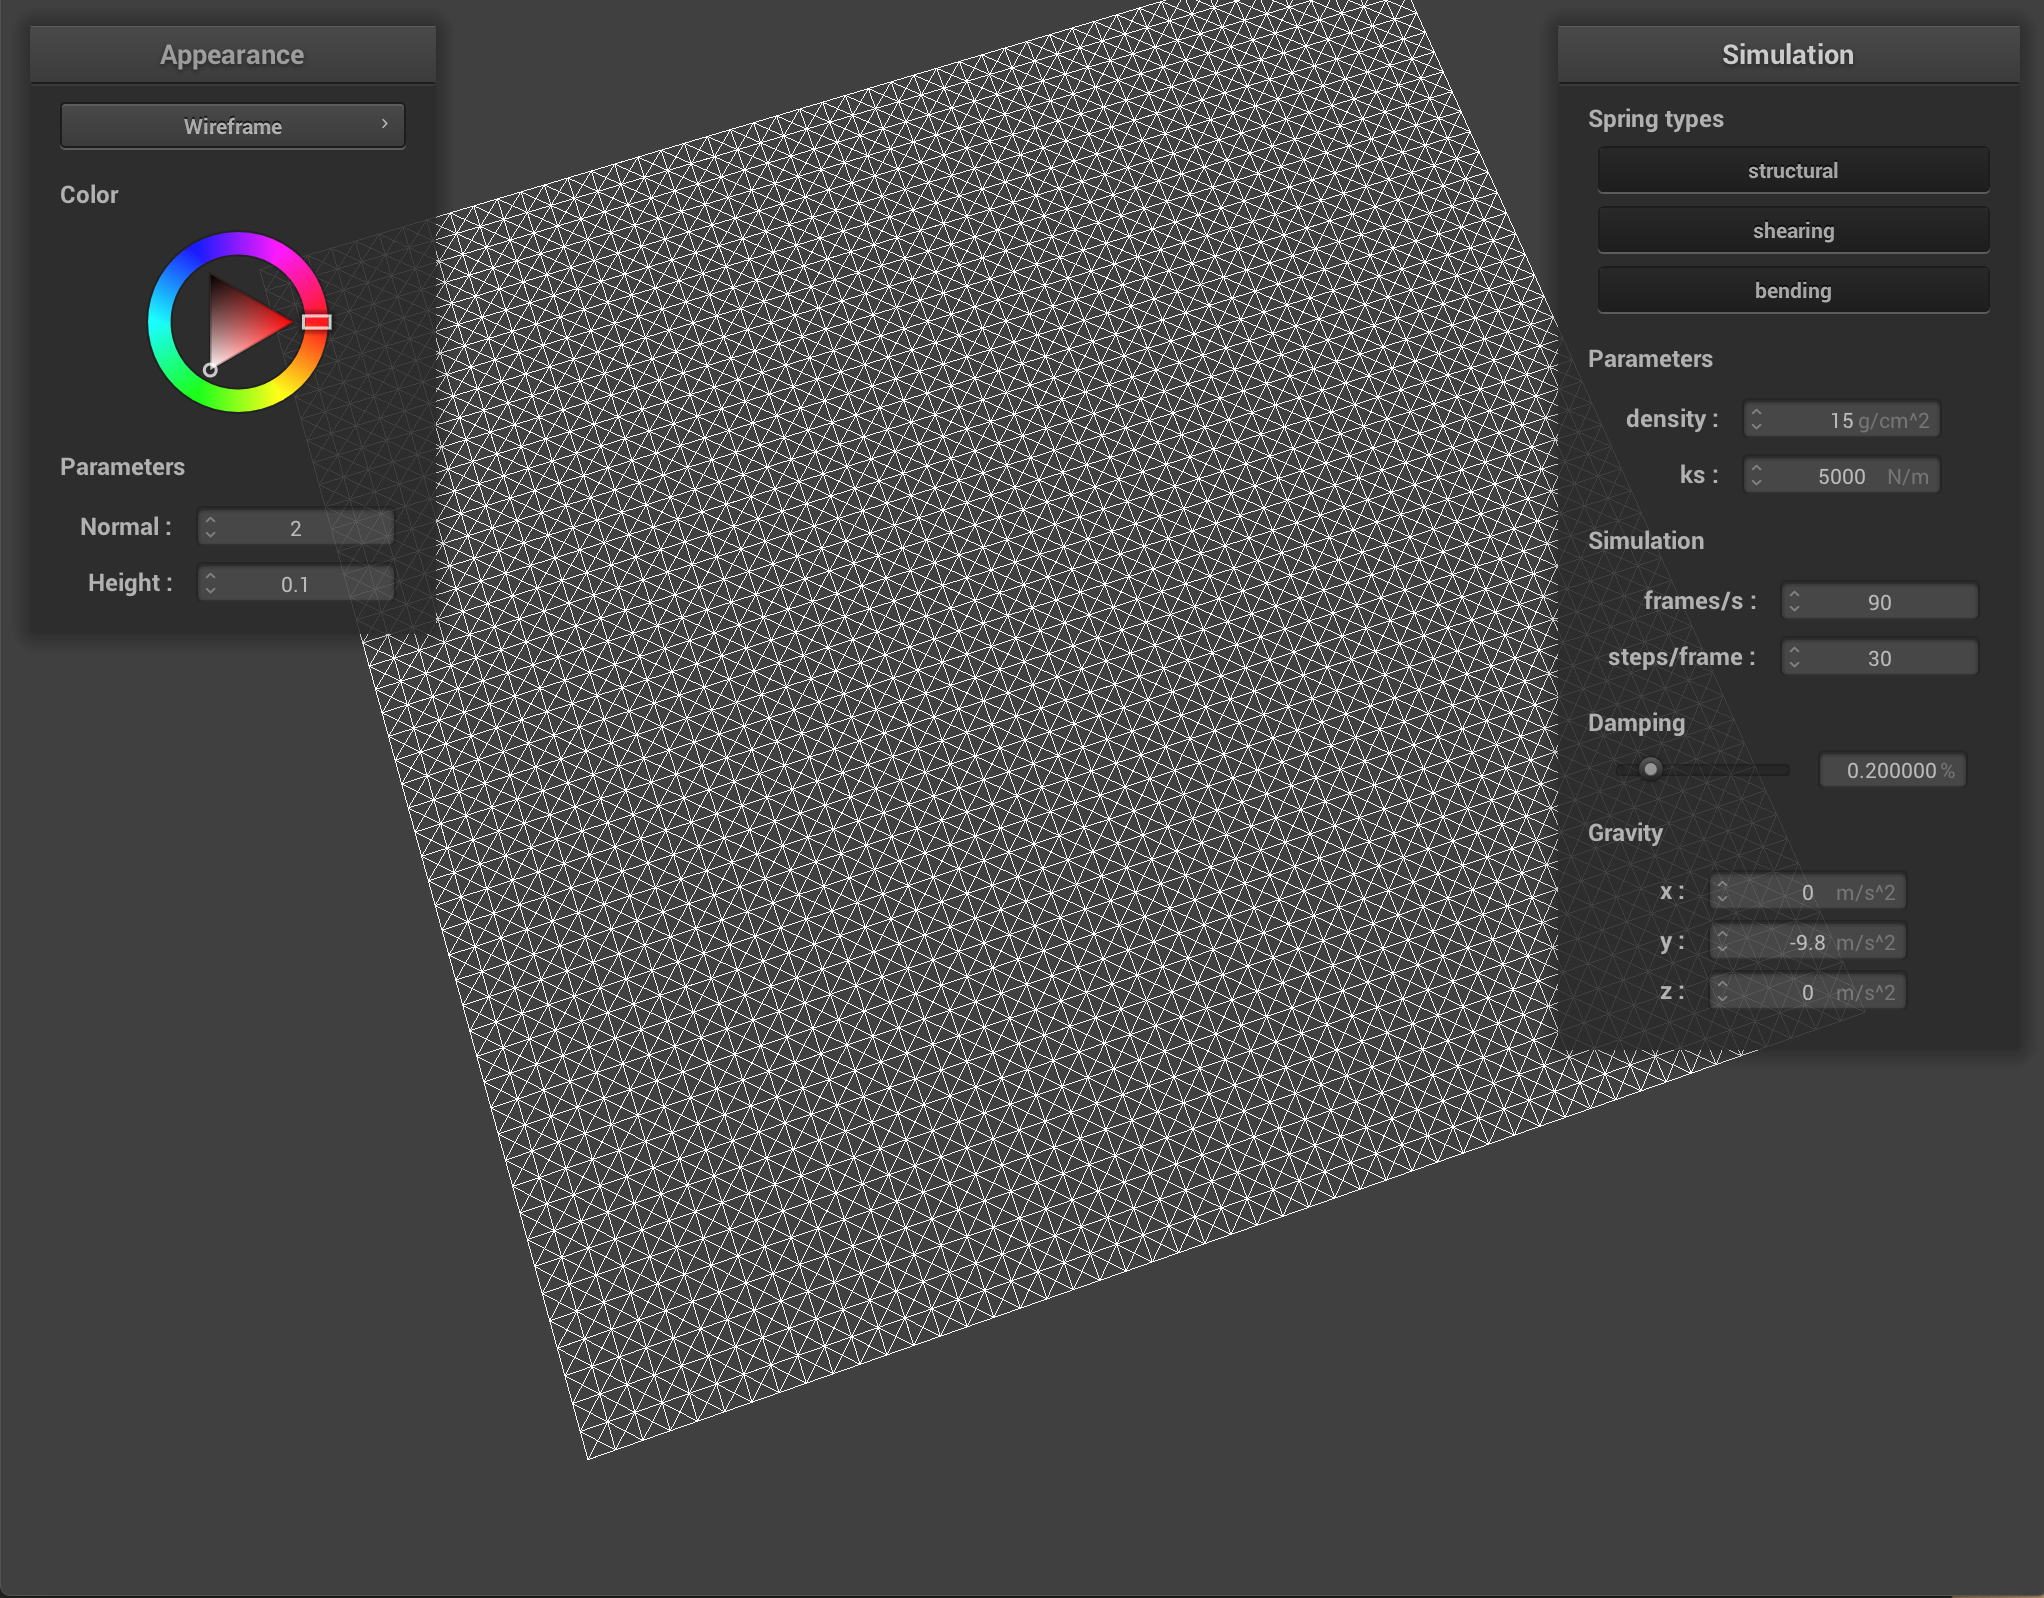 Appearance
Wireframe
Color
Parameters
Normal : 2
Height : 0.1
Simulation
Spring types
structural
shearing
bending
Parameters
density : 15 g/cm^2
ks : 5000 N/m
Simulation
frames/s : 90
steps/frame : 30
Damping
0.200000 %
Gravity
x : 0 m/s^2
y : -9.8 m/s^2
z : 0 m/s^2